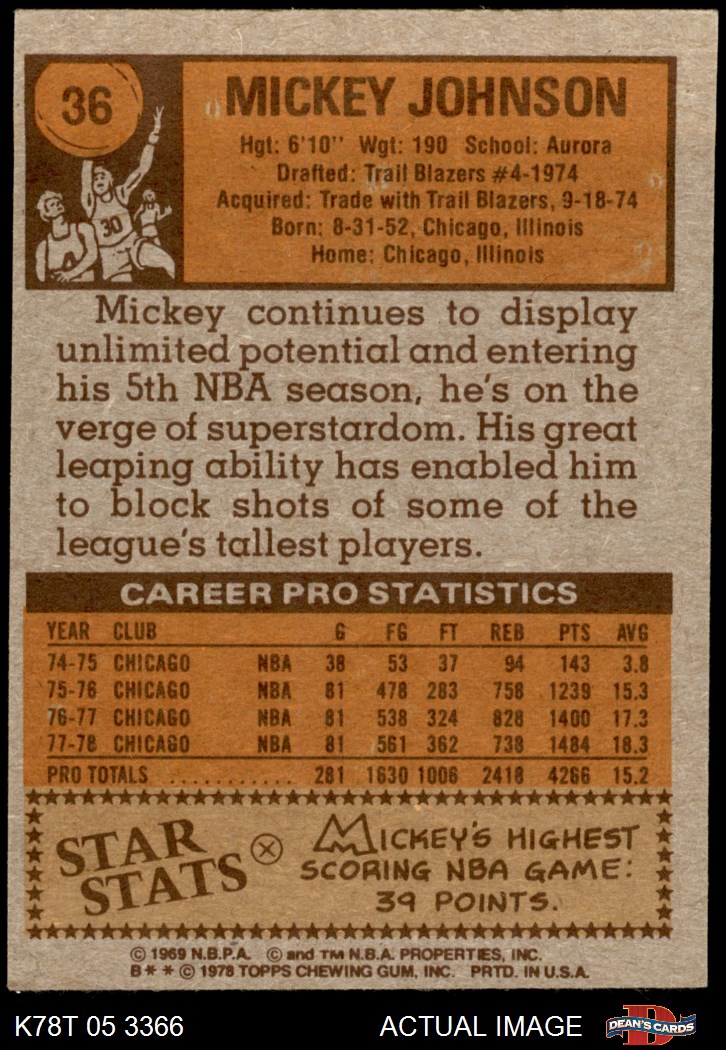 36
MICKEY JOHNSON
Hgt: 6'10'' Wgt: 190 School: Aurora
Drafted: Trail Blazers #4-1974
Acquired: Trade with Trail Blazers, 9-18-74
Born: 8-31-52, Chicago, Illinois
Home: Chicago, Illinois
30
Mickey continues to display
unlimited potential and entering
his 5th NBA season, he's on the
verge of superstardom. His great
leaping ability has enabled him
to block shots of some of the
league's tallest players.
CAREER PRO STATISTICS
YEAR CLUB G FG FT REB PTS AVG
74-75 CHICAGO NBA 38 53 37 94 143 3.8
75-76 CHICAGO NBA 81 478 283 758 1239 15.3
76-77 CHICAGO NBA 81 538 324 828 1400 17.3
77-78 CHICAGO NBA 81 561 362 738 1484 18.3
PRO TOTALS ........... 281 1630 1006 2418 4266 15.2
STAR STATS
MICKEY'S HIGHEST
SCORING NBA GAME:
39 POINTS.
© 1969 N.B.P.A. © and TM N.B.A. PROPERTIES, INC.
B * * © 1978 TOPPS CHEWING GUM, INC. PRTD. IN U.S.A.
K78T 05 3366 ACTUAL IMAGE DEAN'S CARDS